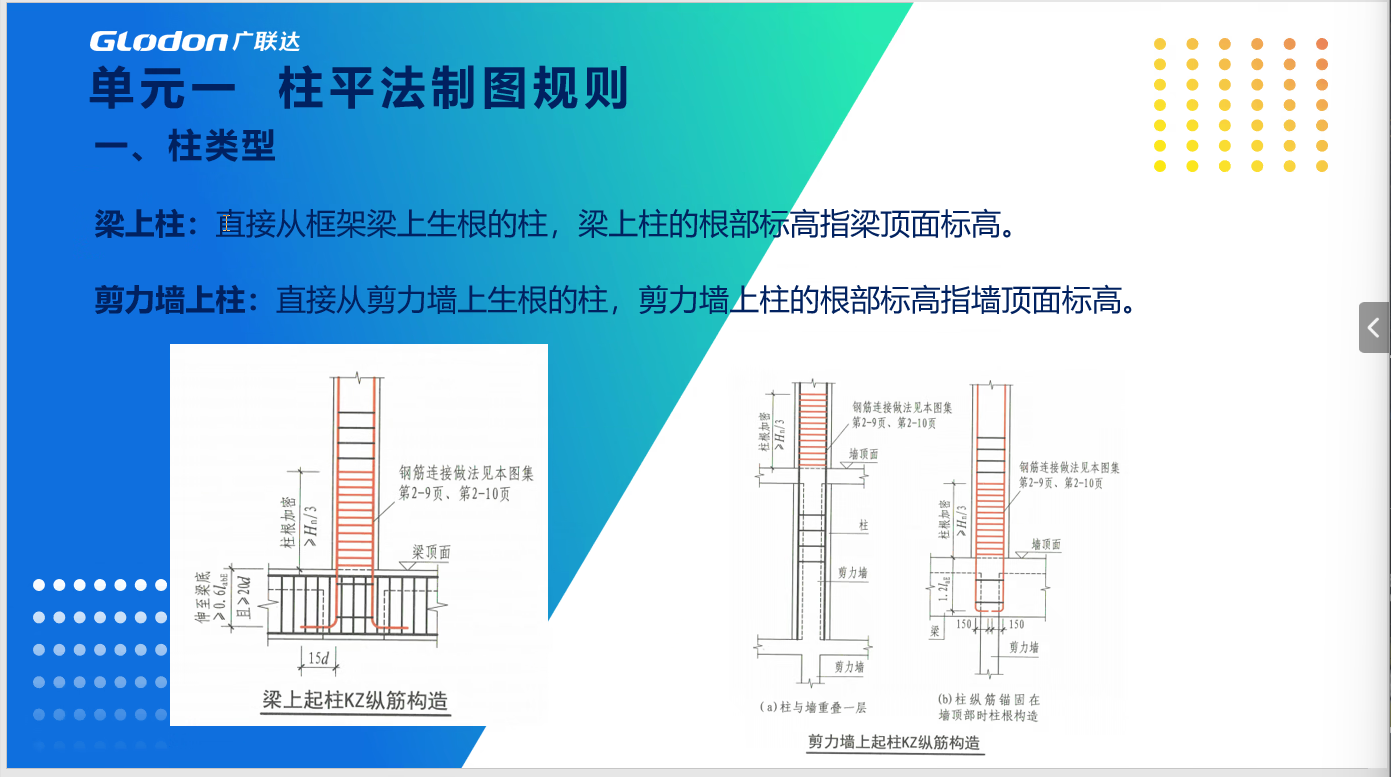 GLodon广联达
单元一 柱平法制图规则
一、柱类型
梁上柱：直接从框架梁上生根的柱，梁上柱的根部标高指梁顶面标高。
剪力墙上柱：直接从剪力墙上生根的柱，剪力墙上柱的根部标高指墙顶面标高。
钢筋连接做法见本图集
第2-9页、第2-10页
柱根加密
≥Hn/3
梁顶面
伸至梁底
≥0.6labE
且≥20d
15d
梁上起柱KZ纵筋构造
柱根加密
≥Hn/3
钢筋连接做法见本图集
第2-9页、第2-10页
墙顶面
柱
剪力墙
剪力墙
(a)柱与墙重叠一层
钢筋连接做法见本图集
第2-9页、第2-10页
柱根加密
≥Hn/3
墙顶面
1.2laE
梁
150
150
剪力墙
(b)柱纵筋锚固在
墙顶部时柱根构造
剪力墙上起柱KZ纵筋构造